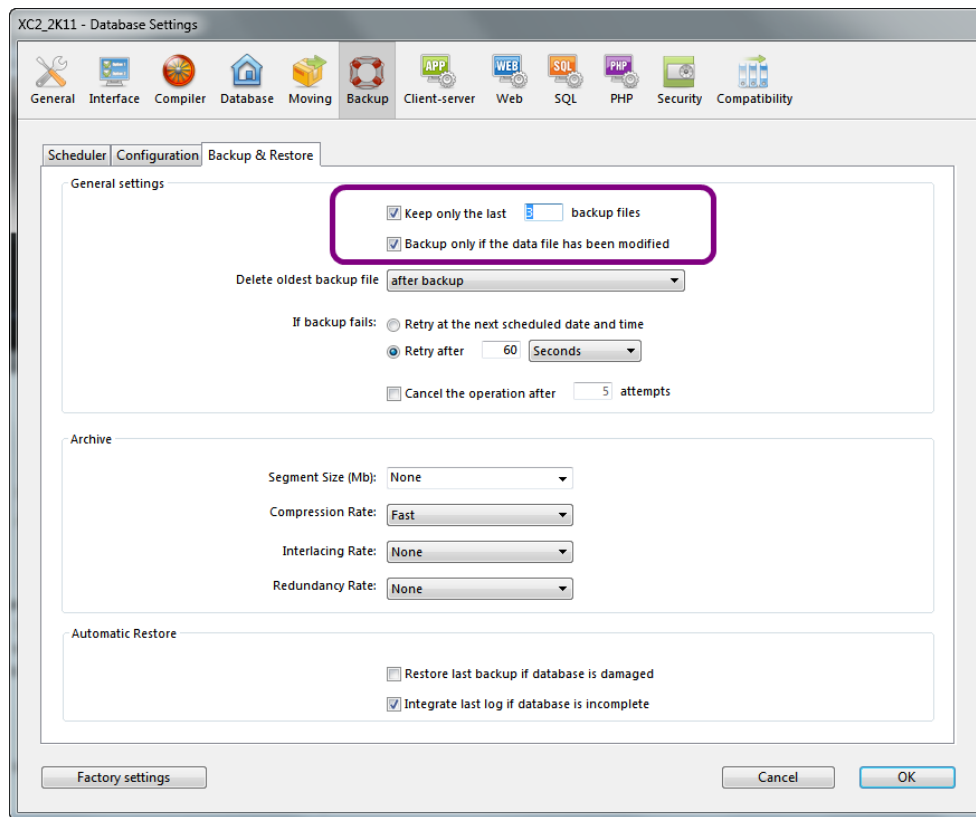 XC2_2K11 - Database Settings
APP WEB SQL PHP
General Interface Compiler Database Moving Backup Client-server Web SQL PHP Security Compatibility
Scheduler Configuration Backup & Restore
General settings
Keep only the last 3 backup files
Backup only if the data file has been modified
Delete oldest backup file after backup
If backup fails: Retry at the next scheduled date and time
Retry after 60 Seconds
Cancel the operation after 5 attempts
Archive
Segment Size (Mb): None
Compression Rate: Fast
Interlacing Rate: None
Redundancy Rate: None
Automatic Restore
Restore last backup if database is damaged
Integrate last log if database is incomplete
Factory settings Cancel OK